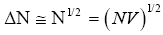 ΔN ≅ N^{1/2} = (NV)^{1/2}